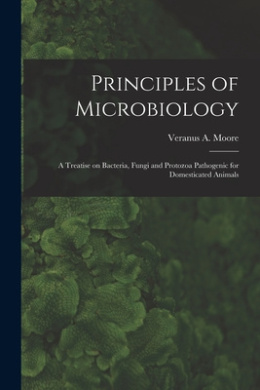 Principles of
Microbiology
Veranus A. Moore
A Treatise on Bacteria, Fungi and Protozoa Pathogenic for
Domesticated Animals